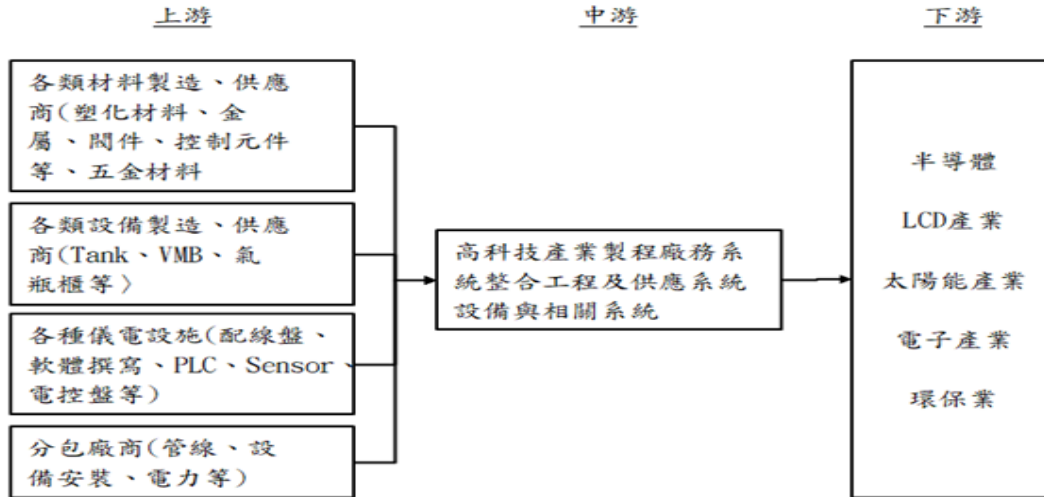 上游
中游
下游
各類材料製造、供應
商(塑化材料、金
屬、閥件、控制元件
等、五金材料
各類設備製造、供應
商(Tank、VMB、氣
瓶櫃等〉
各種儀電設施(配線盤、
軟體撰寫、PLC、Sensor、
電控盤等)
分包廠商(管線、設
備安裝、電力等)
高科技產業製程廠務系
統整合工程及供應系統
設備與相關系統
半導體
LCD產業
太陽能產業
電子產業
環保業